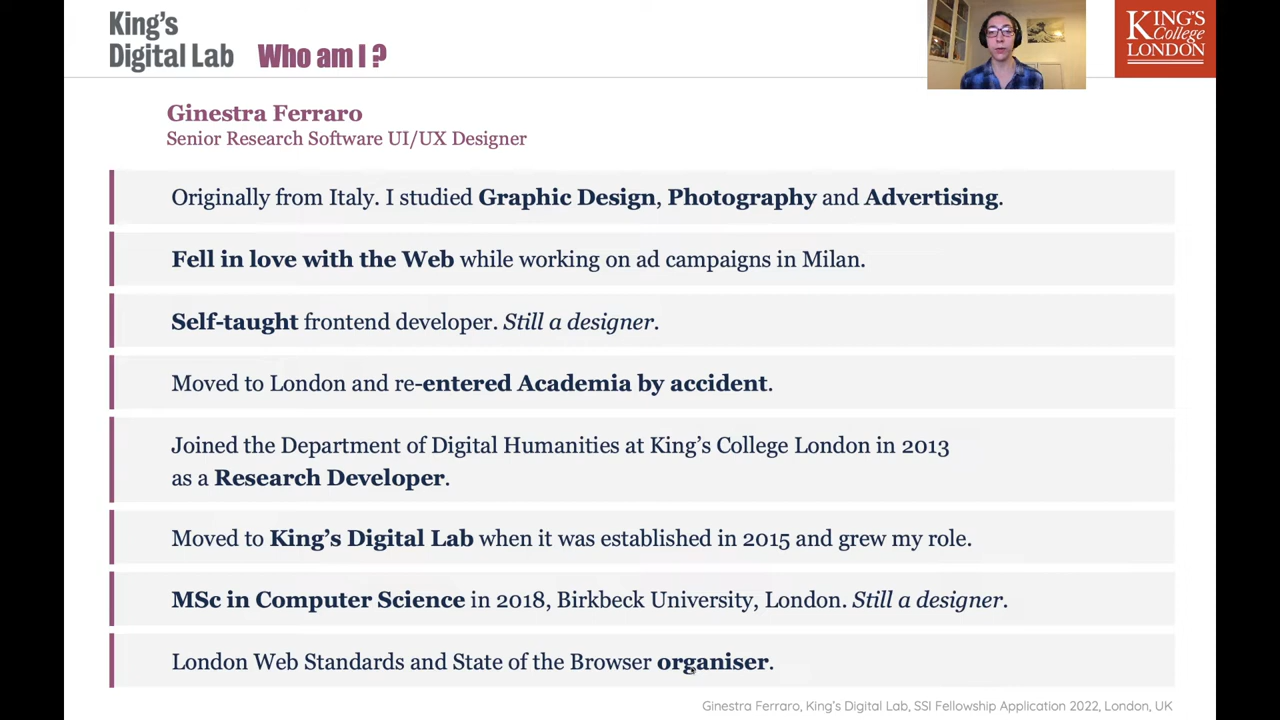 King's
Digital Lab
Who am I ?
KING'S
College
LONDON
Ginestra Ferraro
Senior Research Software UI/UX Designer
Originally from Italy. I studied Graphic Design, Photography and Advertising.
Fell in love with the Web while working on ad campaigns in Milan.
Self-taught frontend developer. Still a designer.
Moved to London and re-entered Academia by accident.
Joined the Department of Digital Humanities at King's College London in 2013
as a Research Developer.
Moved to King's Digital Lab when it was established in 2015 and grew my role.
MSc in Computer Science in 2018, Birkbeck University, London. Still a designer.
London Web Standards and State of the Browser organiser.
Ginestra Ferraro, King's Digital Lab, SSI Fellowship Application 2022, London, UK